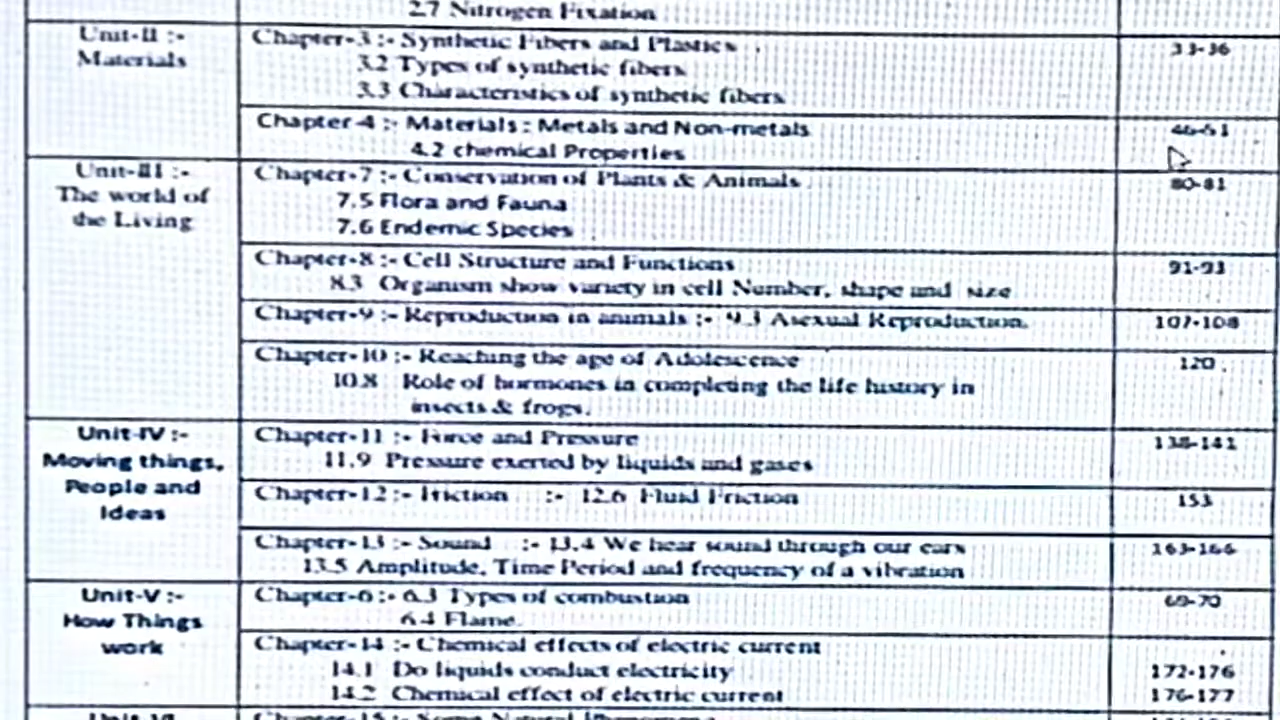 2.7 Nitrogen Fixation
Unit-II :-
Materials
Chapter-3 :- Synthetic Fibers and Plastics
3.2 Types of synthetic fibers
3.3 Characteristics of synthetic fibers
33-36
Chapter-4 :- Materials : Metals and Non-metals
4.2 chemical Properties
46-51
Unit-III :-
The world of
the Living
Chapter-7 :- Conservation of Plants & Animals
7.5 Flora and Fauna
7.6 Endemic Species
80-81
Chapter-8 :- Cell Structure and Functions
8.3 Organism show variety in cell Number, shape and size
91-93
Chapter-9 :- Reproduction in animals :- 9.3 Asexual Reproduction.
107-108
Chapter-10 :- Reaching the age of Adolescence
10.8 Role of hormones in completing the life history in
insects & frogs.
120
Unit-IV :-
Moving things,
People and
Ideas
Chapter-11 :- Force and Pressure
11.9 Pressure exerted by liquids and gases
138-141
Chapter-12 :- Friction :- 12.6 Fluid Friction
153
Chapter-13 :- Sound :- 13.4 We hear sound through our ears
13.5 Amplitude, Time Period and frequency of a vibration
163-166
Unit-V :-
How Things
work
Chapter-6 :- 6.3 Types of combustion
6.4 Flame.
69-70
Chapter-14 :- Chemical effects of electric current
14.1 Do liquids conduct electricity
172-176
14.2 Chemical effect of electric current
176-177
Chapter-15 :- Some Natural Phenomena